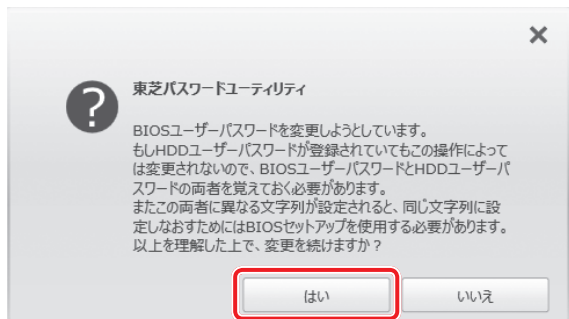 東芝パスワードユーティリティ
BIOSユーザーパスワードを変更しようとしています。
もしHDDユーザーパスワードが登録されていてもこの操作によって
は変更されないので、BIOSユーザーパスワードとHDDユーザーパ
スワードの両者を覚えておく必要があります。
またこの両者に異なる文字列が設定されると、同じ文字列に設
定しなおすためにはBIOSセットアップを使用する必要があります。
以上を理解した上で、変更を続けますか？
はい
いいえ